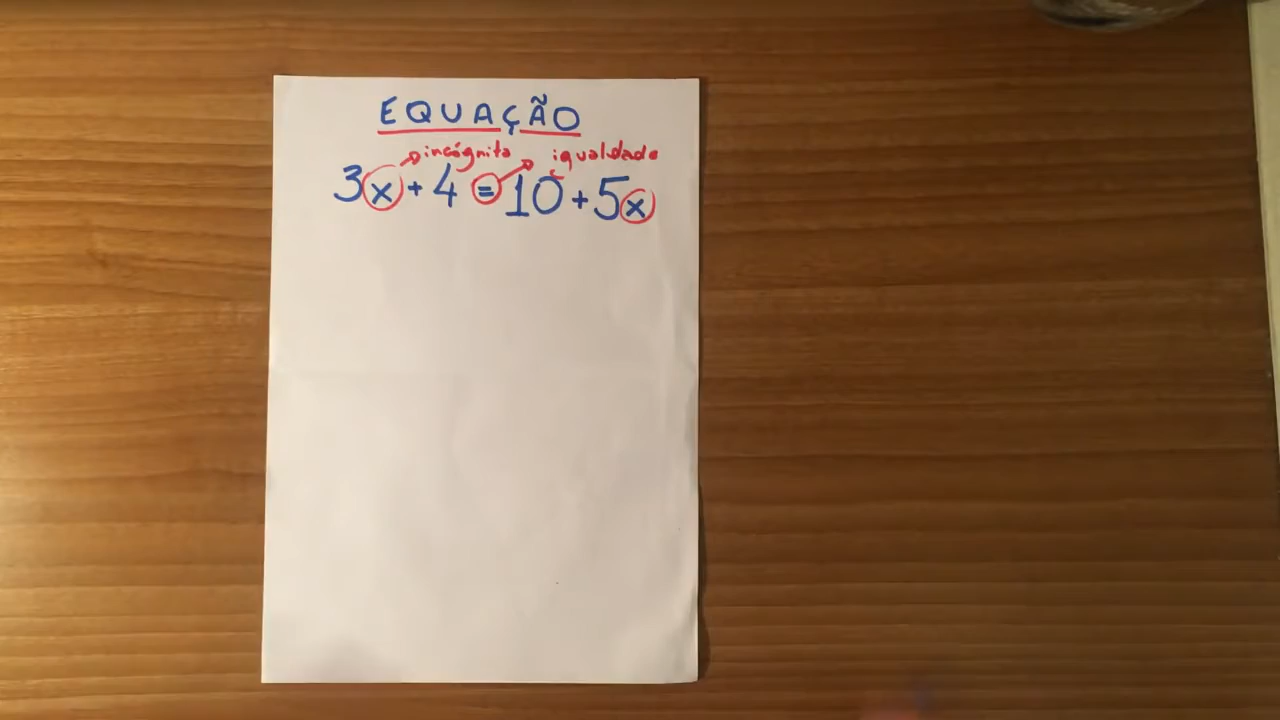 EQUAÇÃO
incógnita igualdade
3x + 4 = 10 + 5x